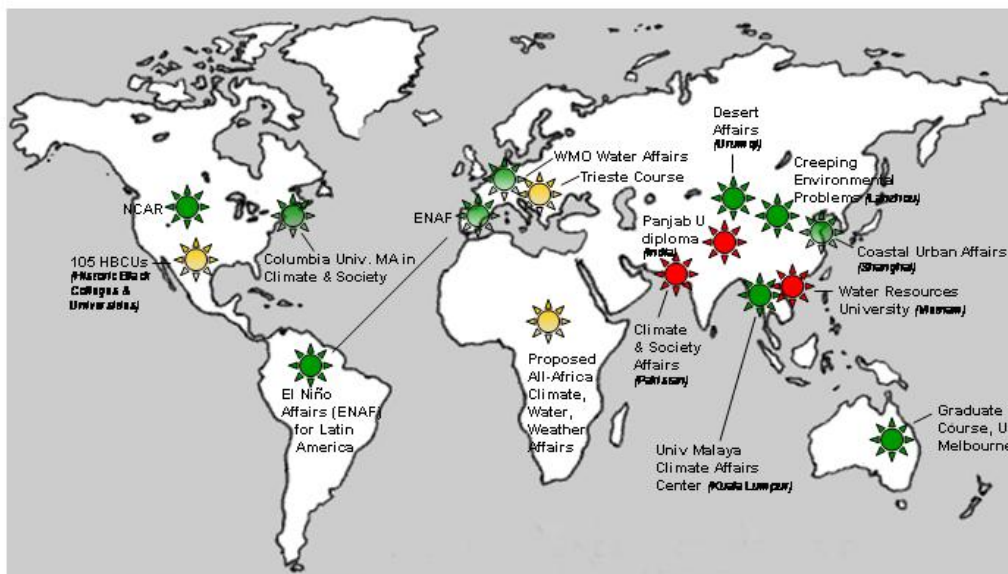 Desert
Affairs
(Urumqi)
WMO Water Affairs
Trieste Course
Creeping
Environmental
Problems (Lanzhou)
NCAR
ENAF
Panjab U
diploma
(India)
105 HBCUs
(Historic Black
Colleges &
Universities)
Columbia Univ. MA in
Climate & Society
Coastal Urban Affairs
(Shanghai)
Water Resources
University (Vietnam)
Climate
& Society
Affairs
(Pakistan)
El Niño
Affairs (ENAF)
for Latin
America
Proposed
All-Africa
Climate,
Water,
Weather
Affairs
Univ Malaya
Climate Affairs
Center (Kuala Lumpur)
Graduate
Course, U
Melbourne